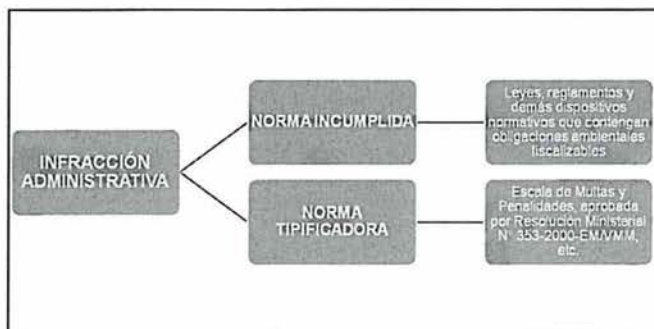 INFRACCIÓN
ADMINISTRATIVA
NORMA INCUMPLIDA
Leyes, reglamentos y
demás dispositivos
normativos que contengan
obligaciones ambientales
fiscalizables
NORMA
TIPIFICADORA
Escala de Multas y
Penalidades, aprobada
por Resolución Ministerial
N° 353-2000-EM/VMM,
etc.